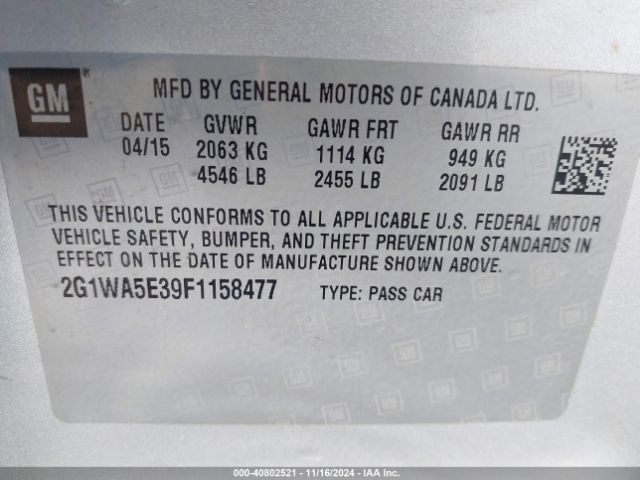 GM ®
MFD BY GENERAL MOTORS OF CANADA LTD.
DATE GVWR GAWR FRT GAWR RR
04/15 2063 KG 1114 KG 949 KG
4546 LB 2455 LB 2091 LB
THIS VEHICLE CONFORMS TO ALL APPLICABLE U.S. FEDERAL MOTOR
VEHICLE SAFETY, BUMPER, AND THEFT PREVENTION STANDARDS IN
EFFECT ON THE DATE OF MANUFACTURE SHOWN ABOVE.
2G1WA5E39F1158477 TYPE: PASS CAR
000-40802521 - 11/16/2024 - IAA Inc.